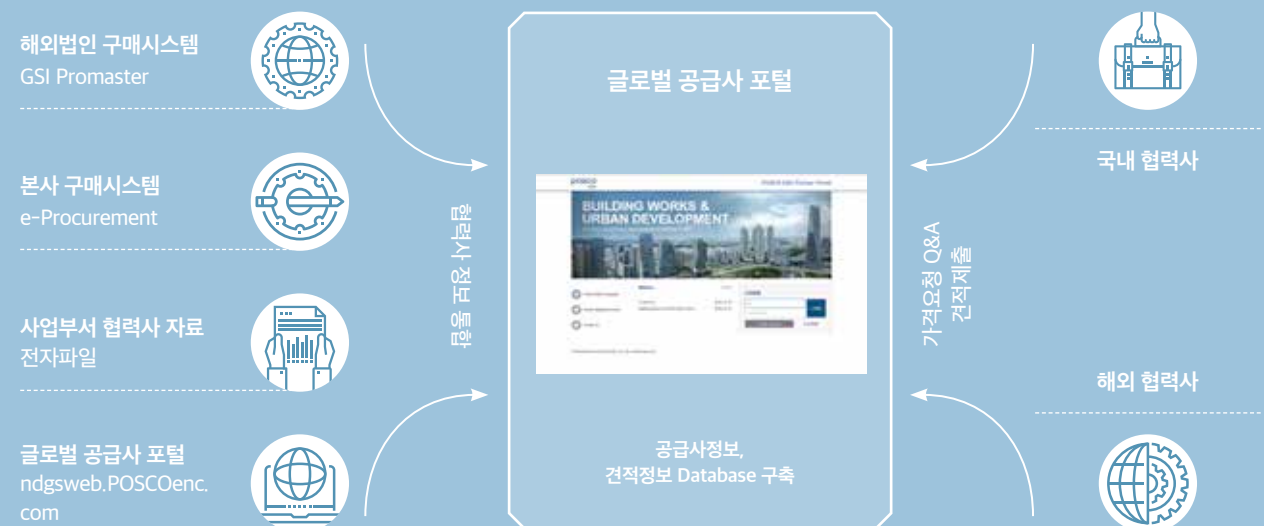 해외법인 구매시스템
GSI Promaster
본사 구매시스템
e-Procurement
사업부서 협력사 자료
전자파일
글로벌 공급사 포털
ndgsweb.POSCOenc.
com
협력사 정보 통합
글로벌 공급사 포털
posco
BUILDING WORKS &
URBAN DEVELOPMENT
공급사정보,
견적정보 Database 구축
가격요청 Q&A
견적제출
국내 협력사
해외 협력사